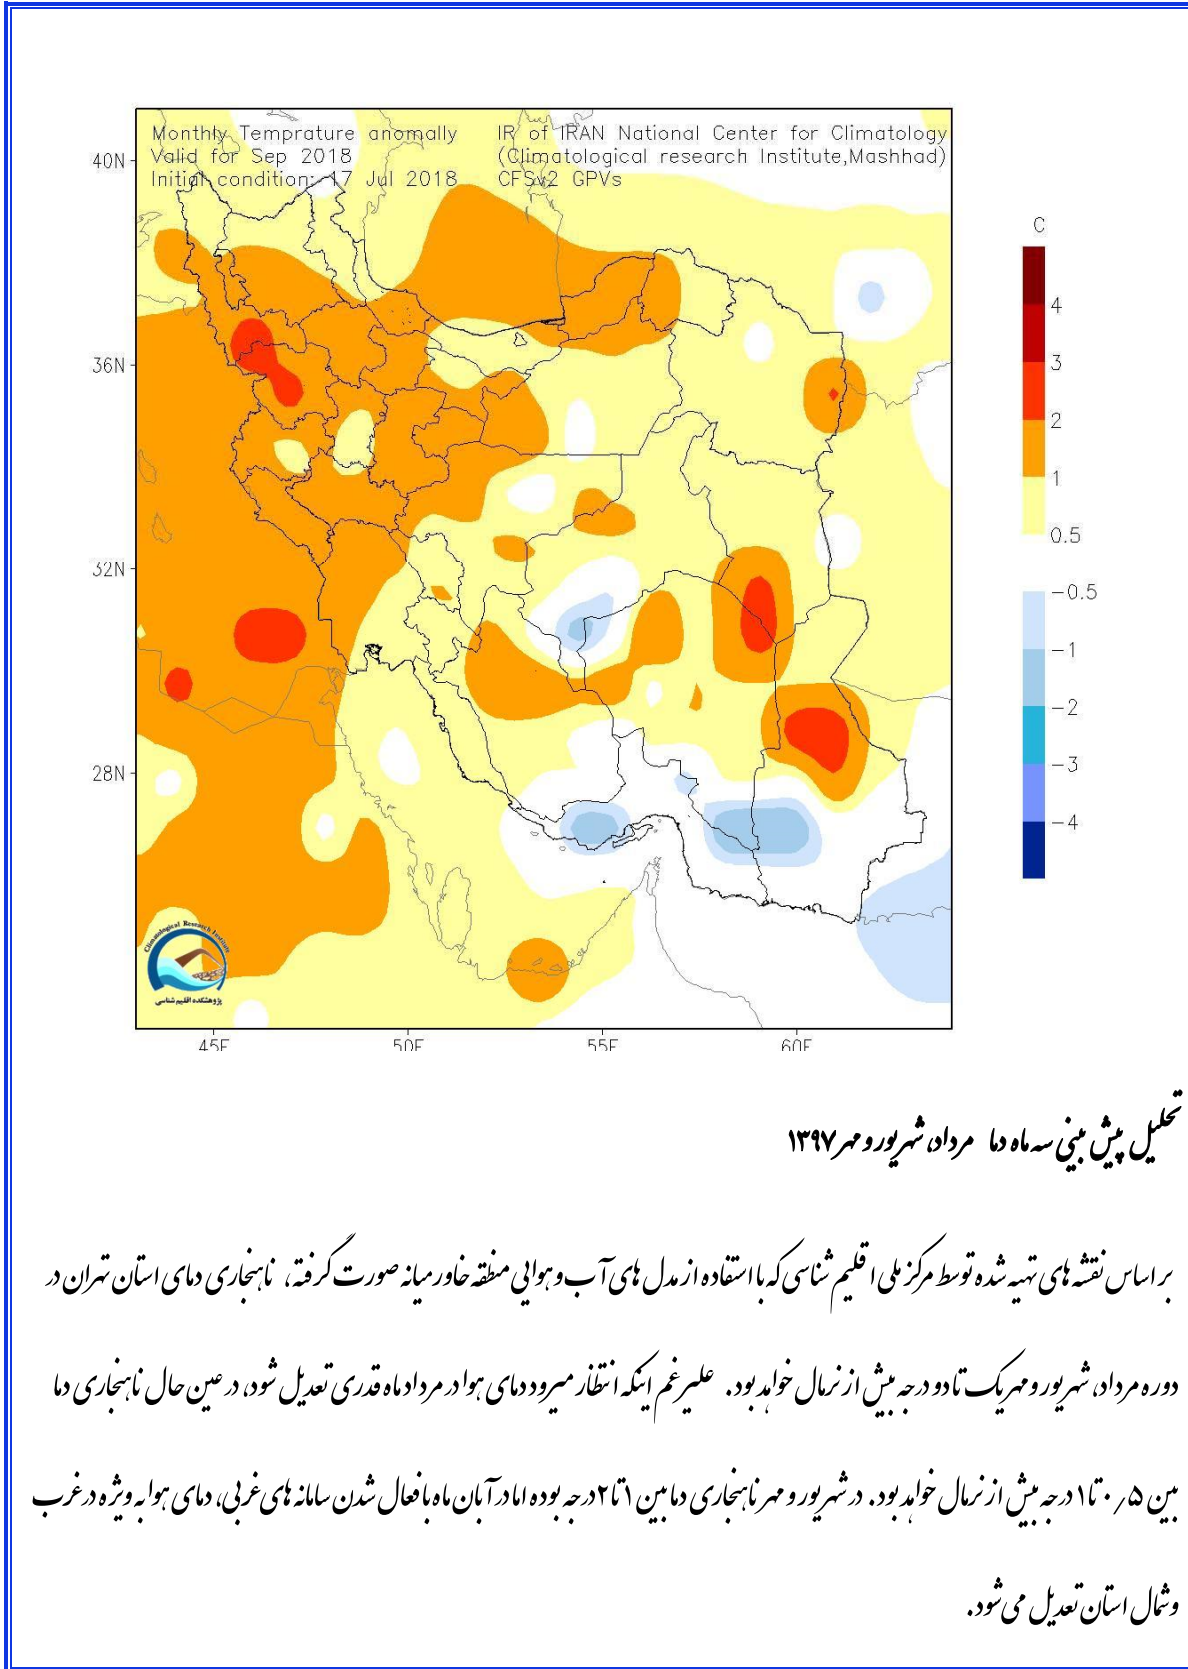 Monthly Temprature anomally IR of IRAN National Center for Climatology
Valid for Sep 2018 (Climatological research Institute,Mashhad)
Initial condition: 17 Jul 2018 CFSv2 GPVs
40N
36N
32N
28N
45E 50E 55E 60E
C
4
3
2
1
0.5
-0.5
-1
-2
-3
-4
Climatological Research Institute
پژوهشکده اقلیم شناسی
تحلیل پیش بینی سه ماه دما مرداد، شهریور و مهر ۱۳۹۷
بر اساس نقشه های تهیه شده توسط مرکز ملی اقلیم شناسی که با استفاده از مدل های آب و هوایی منطقه خاورمیانه صورت گرفته، ناهنجاری دمای استان تهران در
دوره مرداد، شهریور و مهر یک تا دو درجه بیش از نرمال خواهد بود. علیرغم اینکه انتظار میرود دمای هوا در مرداد ماه قدری تعدیل شود، در عین حال ناهنجاری دما
بین ۰/۵ تا ۱ درجه بیش از نرمال خواهد بود. در شهریور و مهر ناهنجاری دما بین ۱ تا ۲ درجه بوده اما در آبان ماه با فعال شدن سامانه های غربی، دمای هوا به ویژه در غرب
و شمال استان تعدیل می شود.